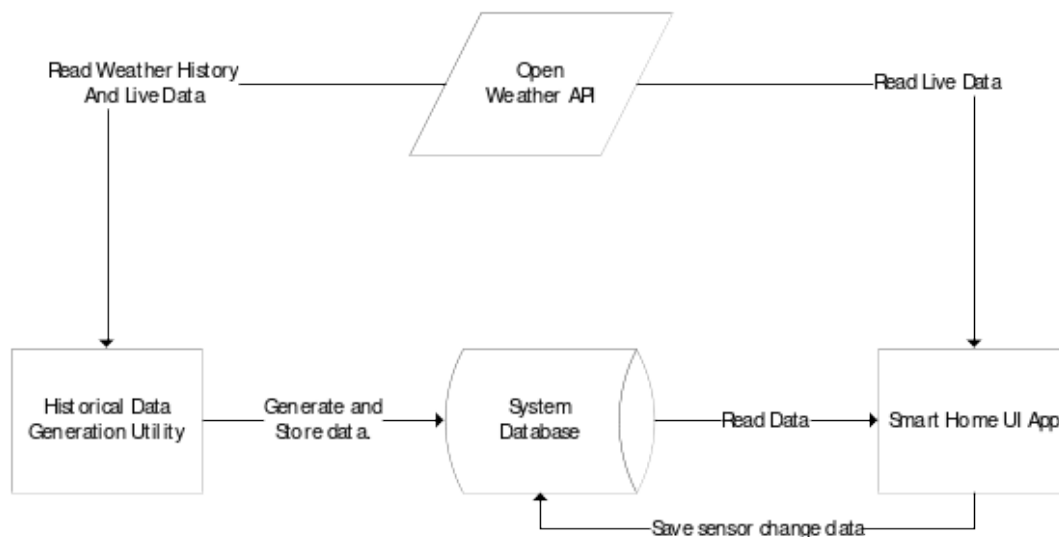 Read Weather History
And Live Data
Open
Weather API
Read Live Data
Historical Data
Generation Utility
Generate and
Store data.
System
Database
Read Data
Smart Home UI App
Save sensor change data